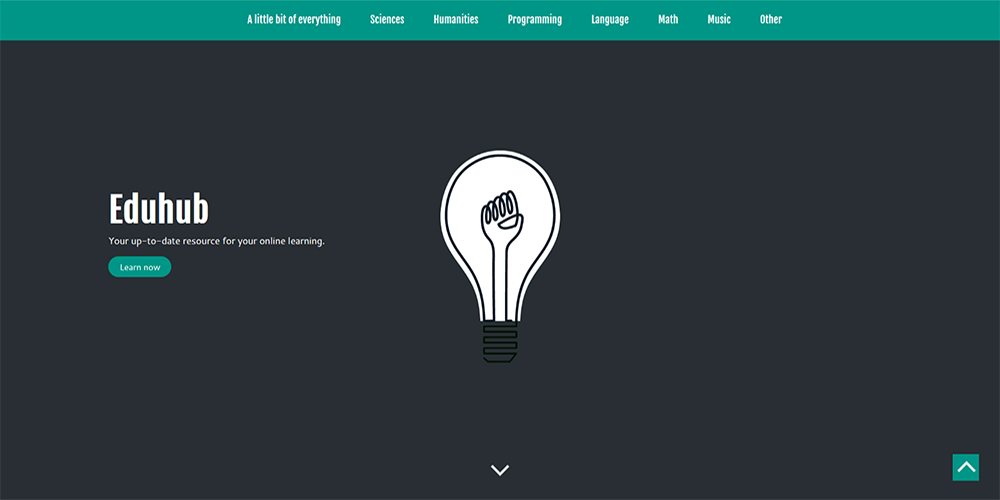 A little bit of everything Sciences Humanities Programming Language Math Music Other
Eduhub
Your up-to-date resource for your online learning.
Learn now